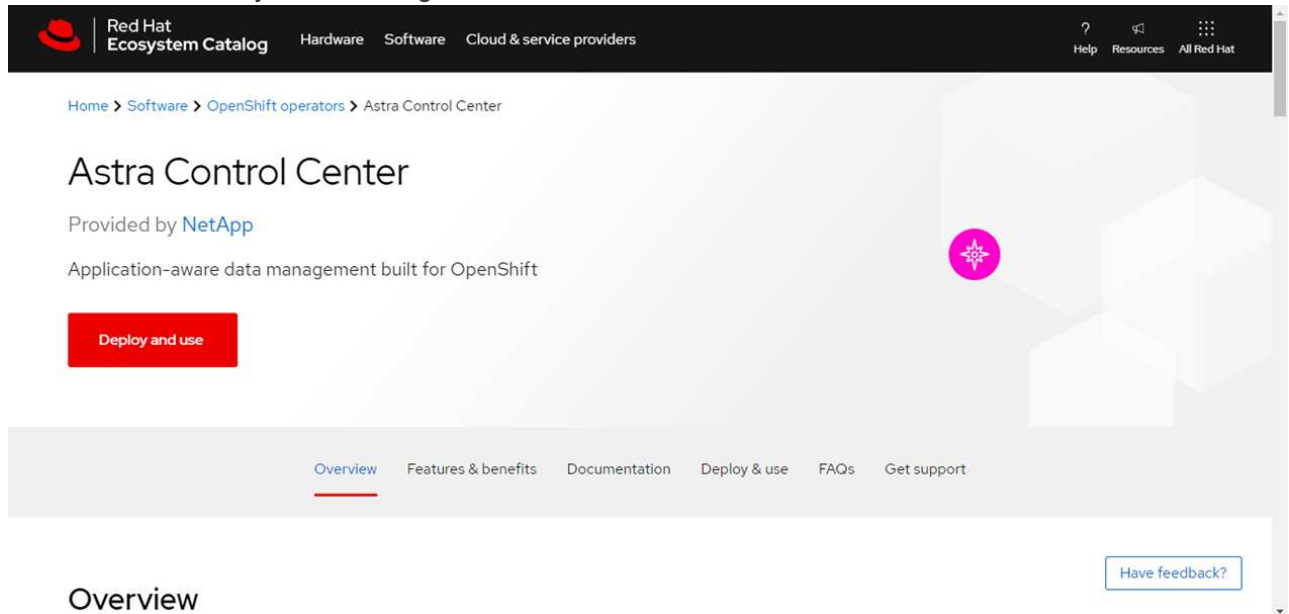 Red Hat
Ecosystem Catalog
Hardware Software Cloud & service providers
?
Help Resources All Red Hat
Home > Software > OpenShift operators > Astra Control Center
Astra Control Center
Provided by NetApp
Application-aware data management built for OpenShift
Deploy and use
Overview Features & benefits Documentation Deploy & use FAQs Get support
Have feedback?
Overview